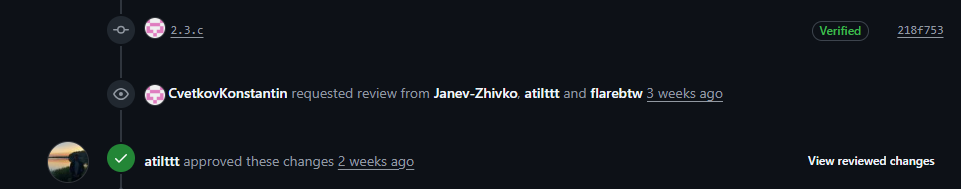 2.3.c Verified 218f753
CvetkovKonstantin requested review from Janev-Zhivko, atilttt and flarebtw 3 weeks ago
atilttt approved these changes 2 weeks ago View reviewed changes